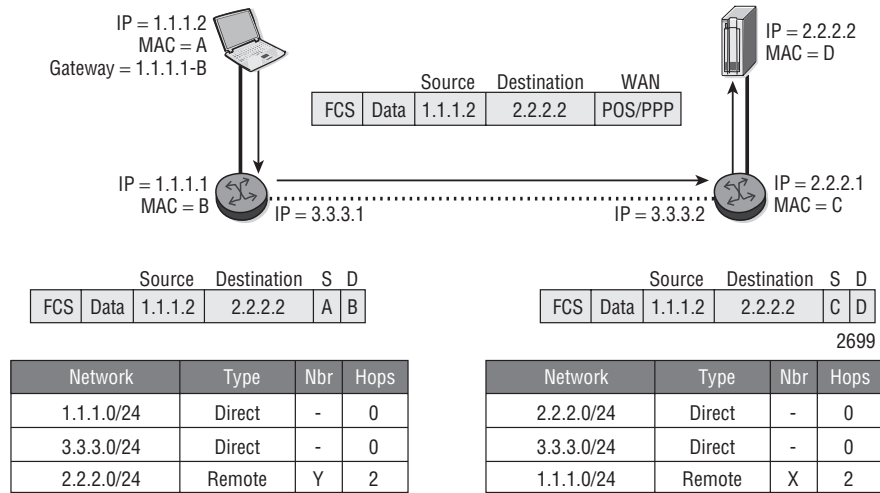 IP = 1.1.1.2
MAC = A
Gateway = 1.1.1.1-B
IP = 2.2.2.2
MAC = D
Source Destination WAN
FCS Data 1.1.1.2 2.2.2.2 POS/PPP
IP = 1.1.1.1
MAC = B
IP = 3.3.3.1
IP = 3.3.3.2
IP = 2.2.2.1
MAC = C
Source Destination S D
FCS Data 1.1.1.2 2.2.2.2 A B
Source Destination S D
FCS Data 1.1.1.2 2.2.2.2 C D
2699
Network Type Nbr Hops
1.1.1.0/24 Direct - 0
3.3.3.0/24 Direct - 0
2.2.2.0/24 Remote Y 2
Network Type Nbr Hops
2.2.2.0/24 Direct - 0
3.3.3.0/24 Direct - 0
1.1.1.0/24 Remote X 2